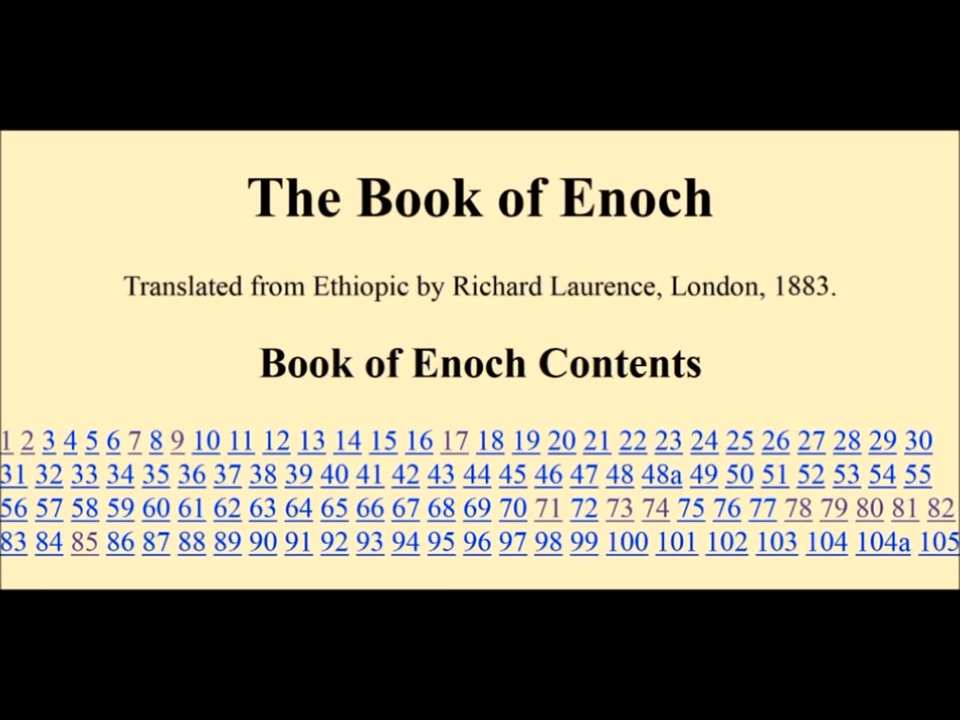 The Book of Enoch
Translated from Ethiopic by Richard Laurence, London, 1883.
Book of Enoch Contents
1 2 3 4 5 6 7 8 9 10 11 12 13 14 15 16 17 18 19 20 21 22 23 24 25 26 27 28 29 30
31 32 33 34 35 36 37 38 39 40 41 42 43 44 45 46 47 48 48a 49 50 51 52 53 54 55
56 57 58 59 60 61 62 63 64 65 66 67 68 69 70 71 72 73 74 75 76 77 78 79 80 81 82
83 84 85 86 87 88 89 90 91 92 93 94 95 96 97 98 99 100 101 102 103 104 104a 105